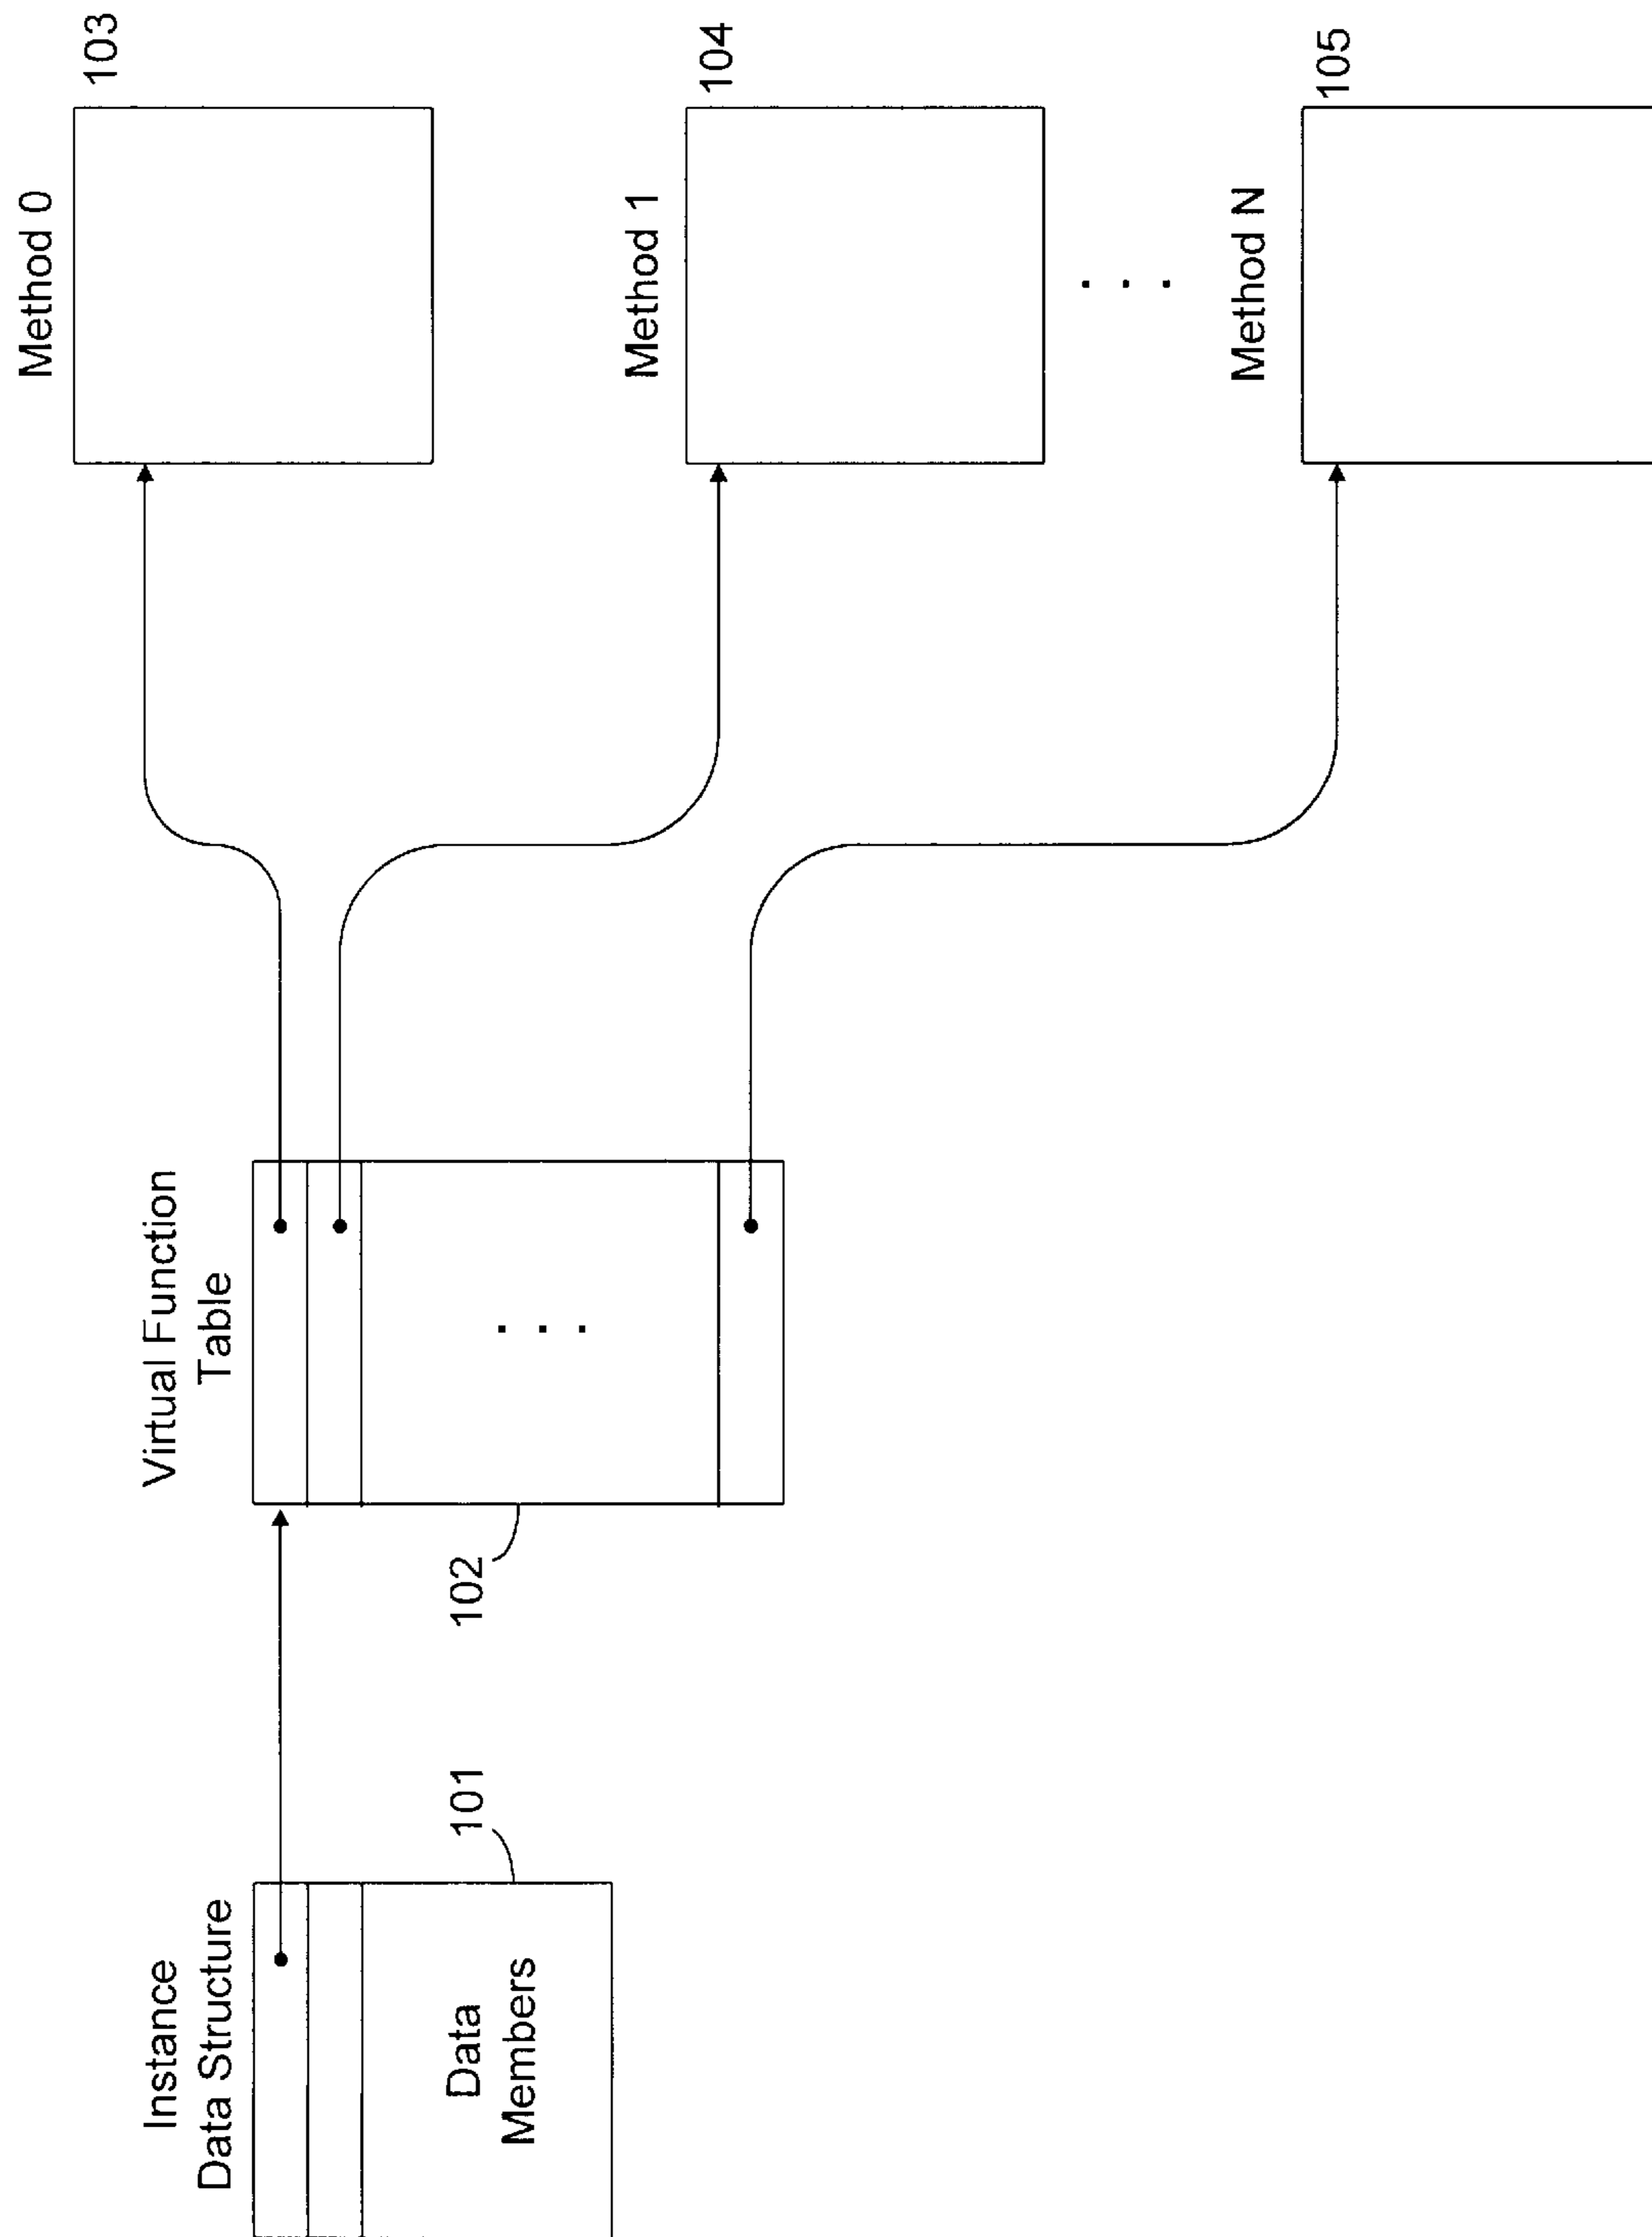 Instance
Data Structure
Data
Members
101
Virtual Function
Table
. . .
102
Method 0
103
Method 1
104
. . .
Method N
105